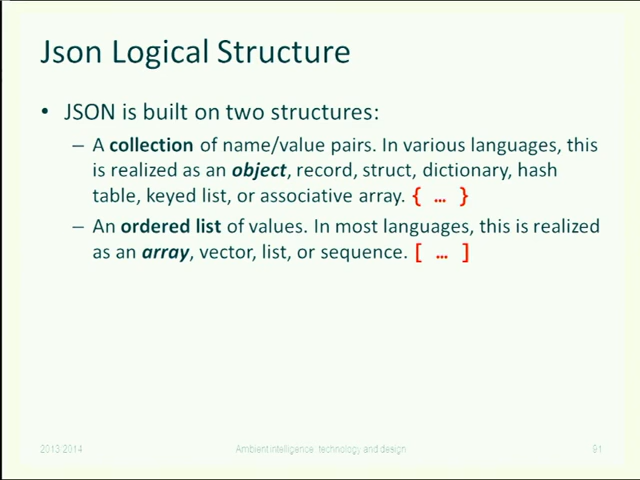 Json Logical Structure
• JSON is built on two structures:
– A collection of name/value pairs. In various languages, this
is realized as an object, record, struct, dictionary, hash
table, keyed list, or associative array. { … }
– An ordered list of values. In most languages, this is realized
as an array, vector, list, or sequence. [ … ]
2013/2014 Ambient intelligence: technology and design 91